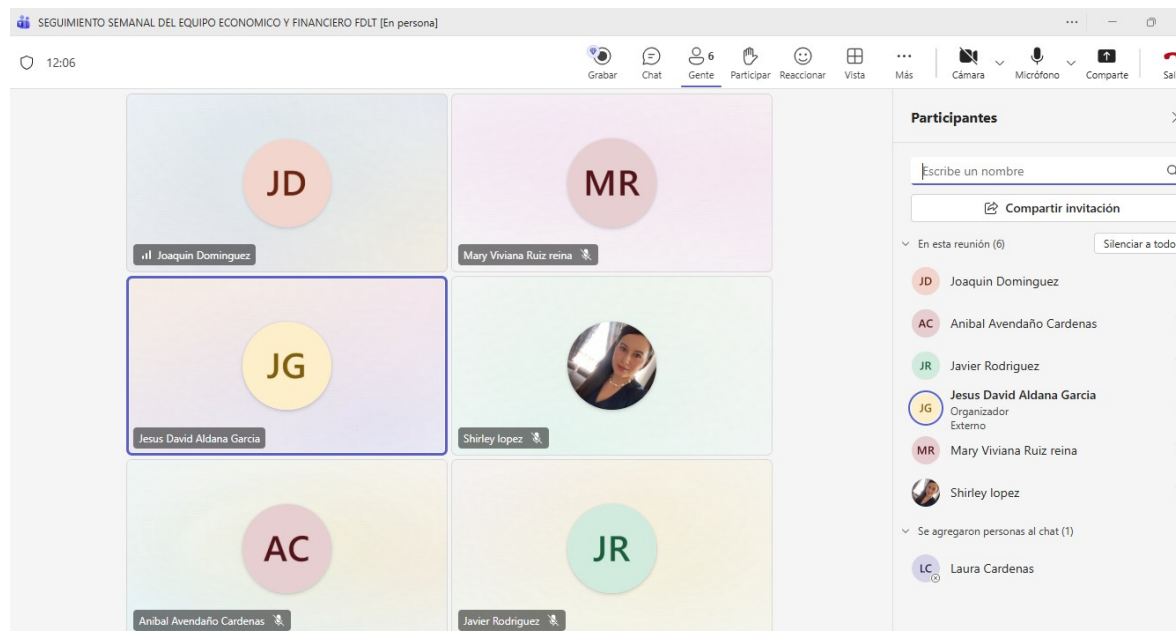 SEGUIMIENTO SEMANAL DEL EQUIPO ECONOMICO Y FINANCIERO FDLT [En persona]
12:06
Grabar
Chat
6
Gente
Participar
Reaccionar
Vista
Más
Cámara
Micrófono
Comparte
Sal
JD
Joaquin Dominguez
MR
Mary Viviana Ruiz reina
JG
Jesus David Aldana Garcia
Shirley lopez
AC
Anibal Avendaño Cardenas
JR
Javier Rodriguez
Participantes
Escribe un nombre
Compartir invitación
En esta reunión (6)
Silenciar a todo
JD Joaquin Dominguez
AC Anibal Avendaño Cardenas
JR Javier Rodriguez
JG Jesus David Aldana Garcia
Organizador
Externo
MR Mary Viviana Ruiz reina
Shirley lopez
Se agregaron personas al chat (1)
LC Laura Cardenas